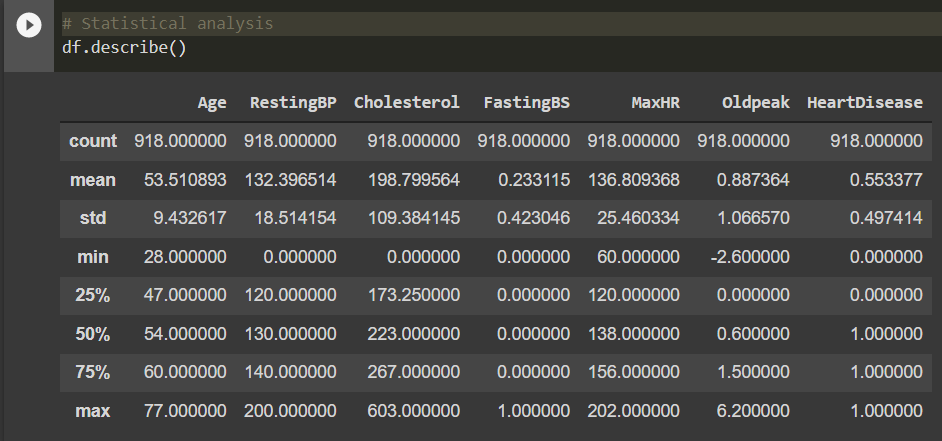 # Statistical analysis
df.describe()
Age RestingBP Cholesterol FastingBS MaxHR Oldpeak HeartDisease
count 918.000000 918.000000 918.000000 918.000000 918.000000 918.000000 918.000000
mean 53.510893 132.396514 198.799564 0.233115 136.809368 0.887364 0.553377
std 9.432617 18.514154 109.384145 0.423046 25.460334 1.066570 0.497414
min 28.000000 0.000000 0.000000 0.000000 60.000000 -2.600000 0.000000
25% 47.000000 120.000000 173.250000 0.000000 120.000000 0.000000 0.000000
50% 54.000000 130.000000 223.000000 0.000000 138.000000 0.600000 1.000000
75% 60.000000 140.000000 267.000000 0.000000 156.000000 1.500000 1.000000
max 77.000000 200.000000 603.000000 1.000000 202.000000 6.200000 1.000000